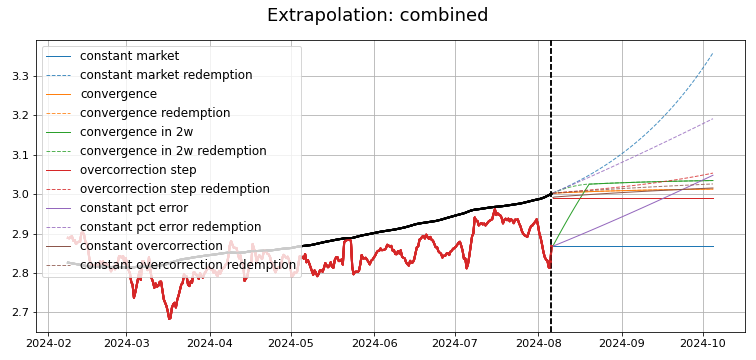 Extrapolation: combined
constant market
constant market redemption
convergence
convergence redemption
convergence in 2w
convergence in 2w redemption
overcorrection step
overcorrection step redemption
constant pct error
constant pct error redemption
constant overcorrection
constant overcorrection redemption
3.3
3.2
3.1
3.0
2.9
2.8
2.7
2024-02 2024-03 2024-04 2024-05 2024-06 2024-07 2024-08 2024-09 2024-10